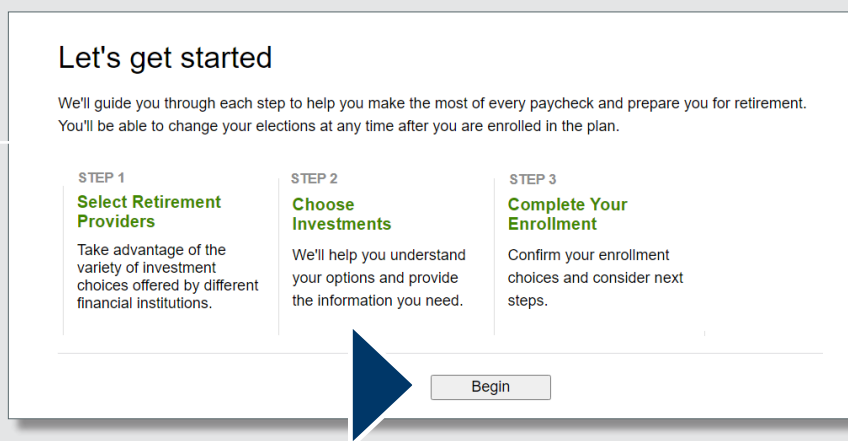 Let's get started
We'll guide you through each step to help you make the most of every paycheck and prepare you for retirement.
You'll be able to change your elections at any time after you are enrolled in the plan.
STEP 1
Select Retirement
Providers
Take advantage of the
variety of investment
choices offered by different
financial institutions.
STEP 2
Choose
Investments
We'll help you understand
your options and provide
the information you need.
STEP 3
Complete Your
Enrollment
Confirm your enrollment
choices and consider next
steps.
Begin